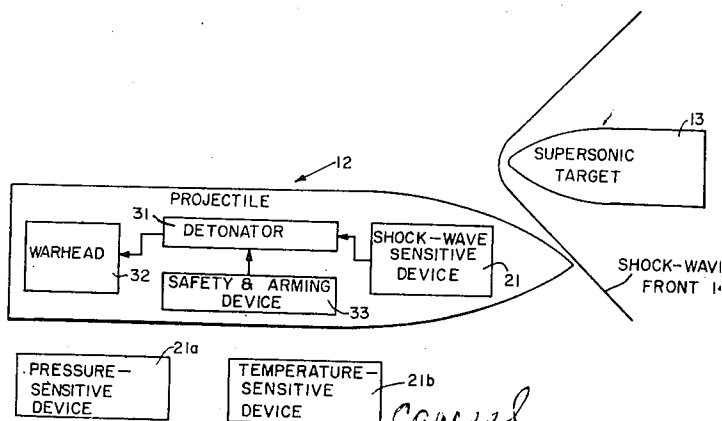 13
SUPERSONIC
TARGET
12
PROJECTILE
31
DETONATOR
WARHEAD
32
SHOCK-WAVE
SENSITIVE
DEVICE
21
SAFETY & ARMING
DEVICE
33
SHOCK-WAVE
FRONT 14
21a
PRESSURE-
SENSITIVE
DEVICE
TEMPERATURE-
SENSITIVE
DEVICE
21b